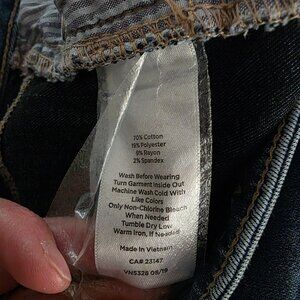 70% Cotton
19% Polyester
9% Rayon
2% Spandex
Wash Before Wearing
Turn Garment Inside Out
Machine Wash Cold With
Like Colors
Only Non-Chlorine Bleach
When Needed
Tumble Dry Low
Warm Iron, If Needed
Made in Vietnam
CA# 23147
VN5328 08/19